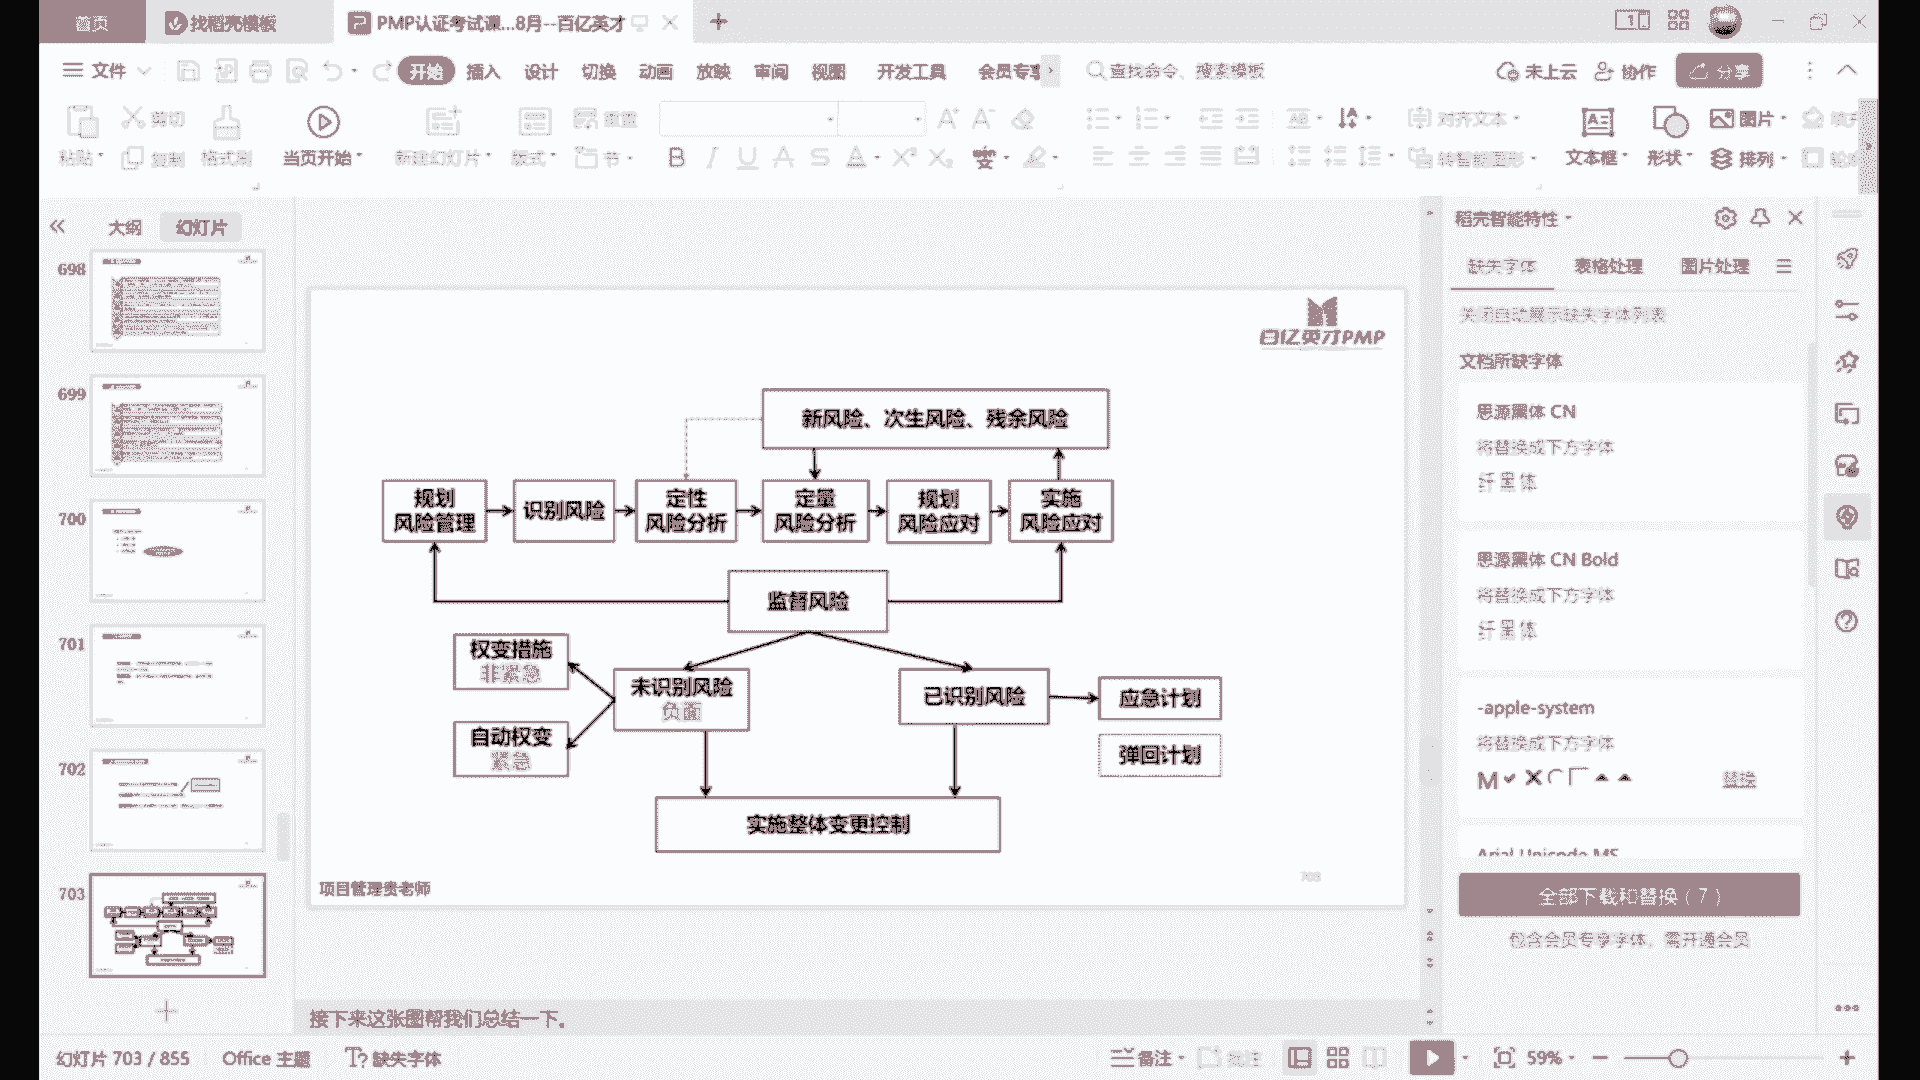 首页
找稻壳模板
PMP认证考试课...8月--百亿英才
文件
开始
插入
设计
切换
动画
放映
审阅
视图
开发工具
会员专享
查找命令、搜索模板
未上云
协作
分享
粘贴
剪切
复制
格式刷
当页开始
新建幻灯片
版式
重置
节
对齐文本
转智能图形
文本框
形状
图片
排列
大纲
幻灯片
698
699
700
701
702
703
百亿英才PMP
新风险、次生风险、残余风险
规划
风险管理
识别风险
定性
风险分析
定量
风险分析
规划
风险应对
实施
风险应对
监督风险
权变措施
非紧急
未识别风险
负面
已识别风险
应急计划
自动权变
紧急
弹回计划
实施整体变更控制
项目管理贵老师
703
接下来这张图帮我们总结一下。
稻壳智能特性
缺失字体
表格处理
图片处理
关闭自动展示缺失字体列表
文档所缺字体
思源黑体 CN
将替换成下方字体
纤黑体
思源黑体 CN Bold
将替换成下方字体
纤黑体
-apple-system
将替换成下方字体
替换
Arial Unicode MS
全部下载和替换（7）
包含会员专享字体，需开通会员
幻灯片 703 / 855
Office 主题
缺失字体
备注
批注
59%